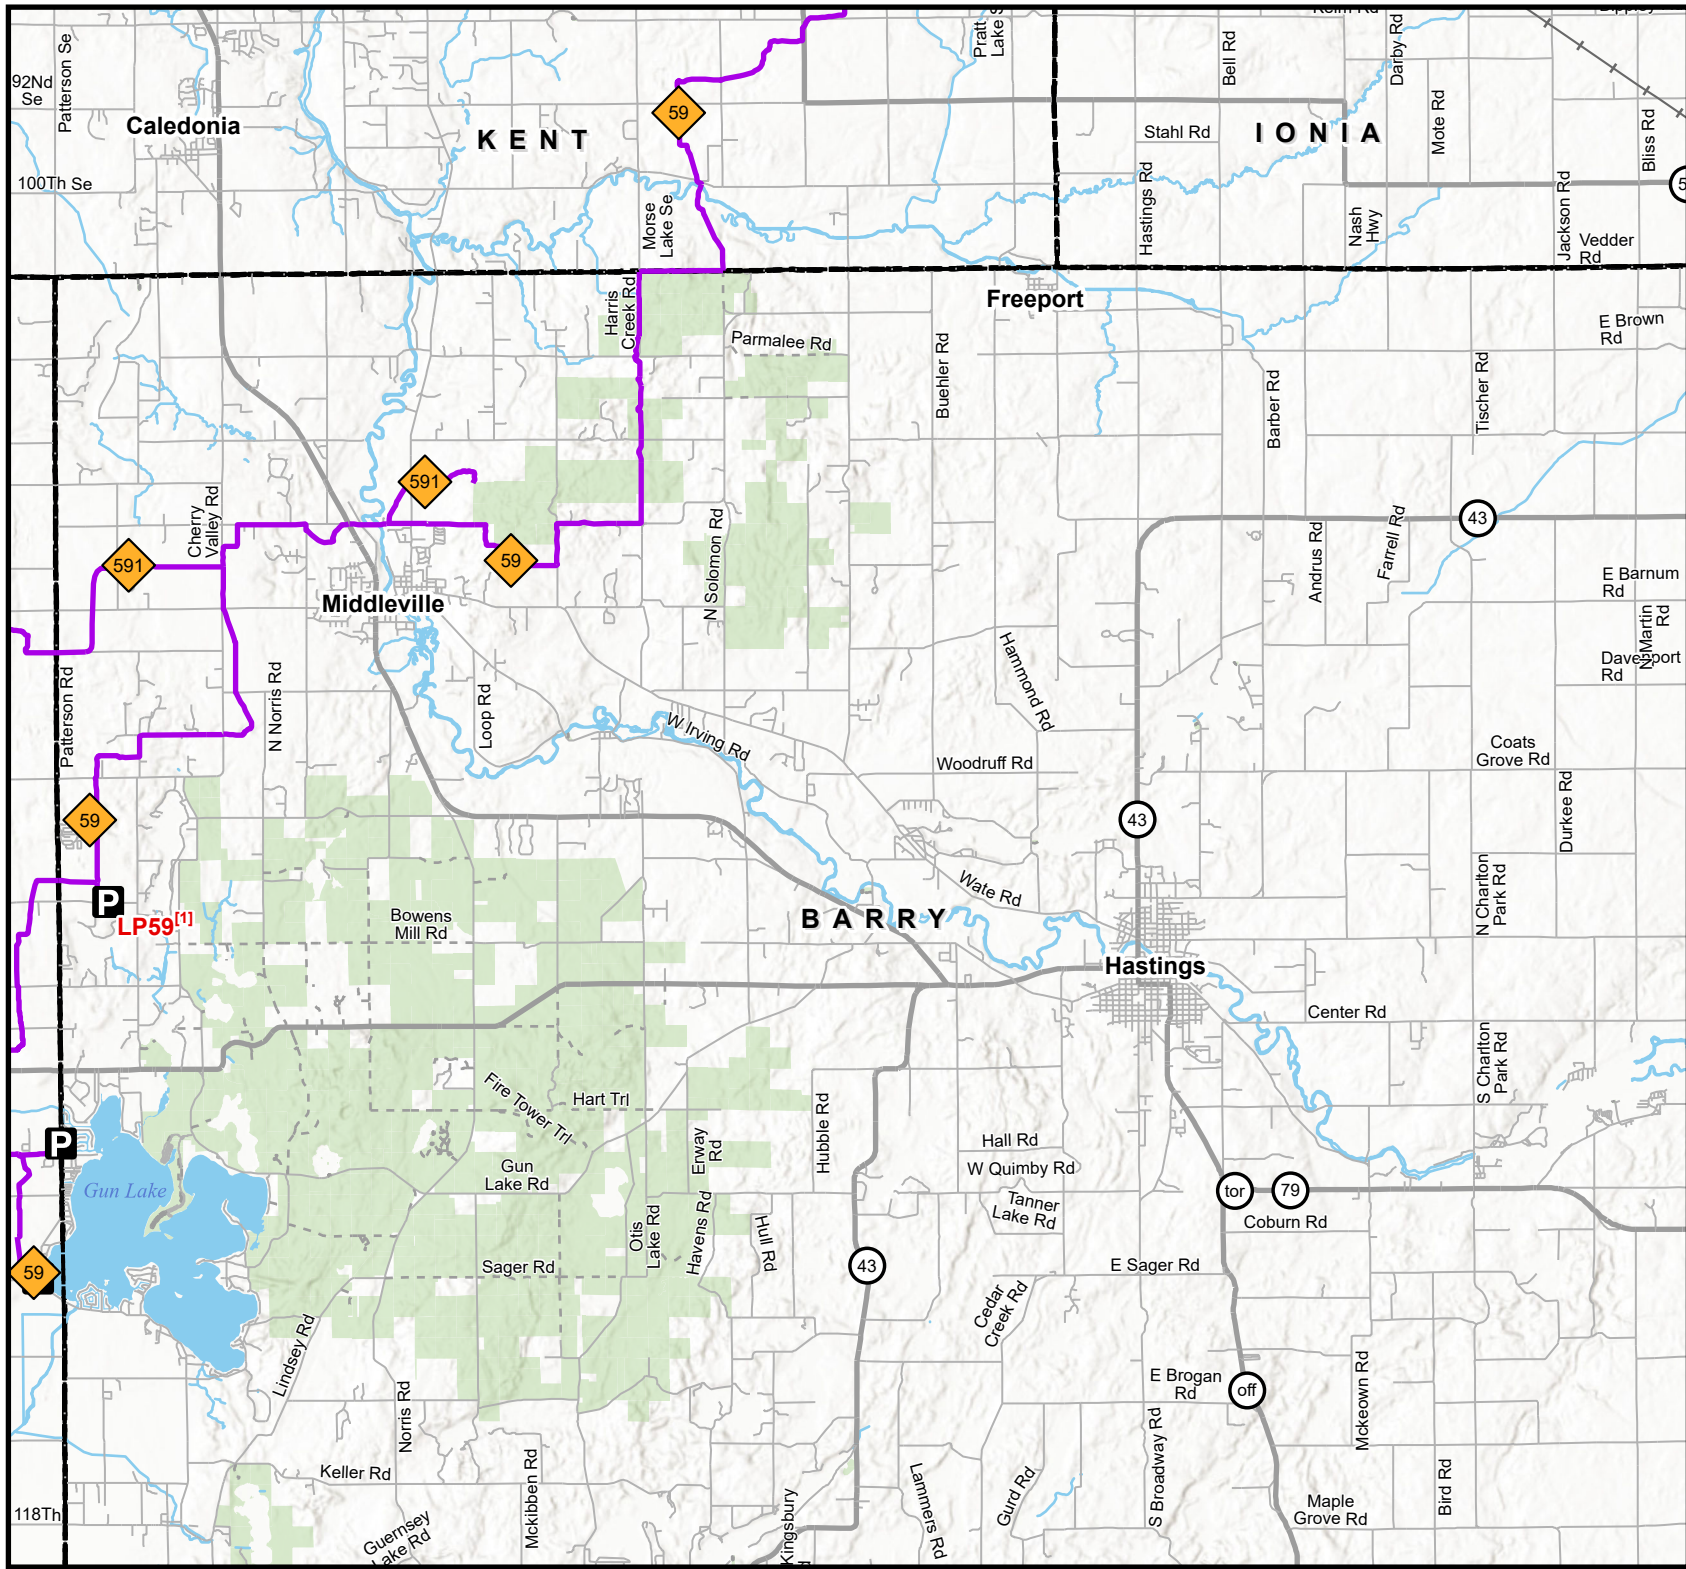 Pratt
Lake S
Bell Rd
Darby Rd
Patterson Se
92Nd
Se
Caledonia
59
KENT
Stahl Rd
IONIA
Mote Rd
Bliss Rd
100Th Se
Morse
Lake Se
Hastings Rd
Nash
Hwy
Jackson Rd
5
Vedder
Rd
Harris
Creek Rd
Freeport
Parmalee Rd
Buehler Rd
E Brown
Rd
Barber Rd
Tischer Rd
591
Cherry
Valley Rd
N Solomon Rd
43
Andrus Rd
Farrell Rd
591
59
E Barnum
Rd
Middleville
N Martin
Rd
Davenport
Rd
Hammond Rd
Patterson Rd
N Norris Rd
Loop Rd
W Irving Rd
Woodruff Rd
Coats
Grove Rd
59
43
Durkee Rd
P
LP59[1]
Bowens
Mill Rd
BARRY
Wate Rd
N Charlton
Park Rd
Hastings
Center Rd
S Charlton
Park Rd
Fire Tower Trl
Hart Trl
Hubble Rd
P
Erway
Rd
Hall Rd
W Quimby Rd
Gun
Lake Rd
Gun Lake
tor
79
Tanner
Lake Rd
Coburn Rd
Otis
Lake Rd
Havens Rd
Hull Rd
59
Sager Rd
43
E Sager Rd
Cedar
Creek Rd
Lindsey Rd
E Brogan
Rd
off
Mckeown Rd
Norris Rd
S Broadway Rd
Keller Rd
Mckibben Rd
Lammers Rd
Gurd Rd
Bird Rd
118Th
Maple
Grove Rd
Guernsey
Lake Rd
Kingsbury